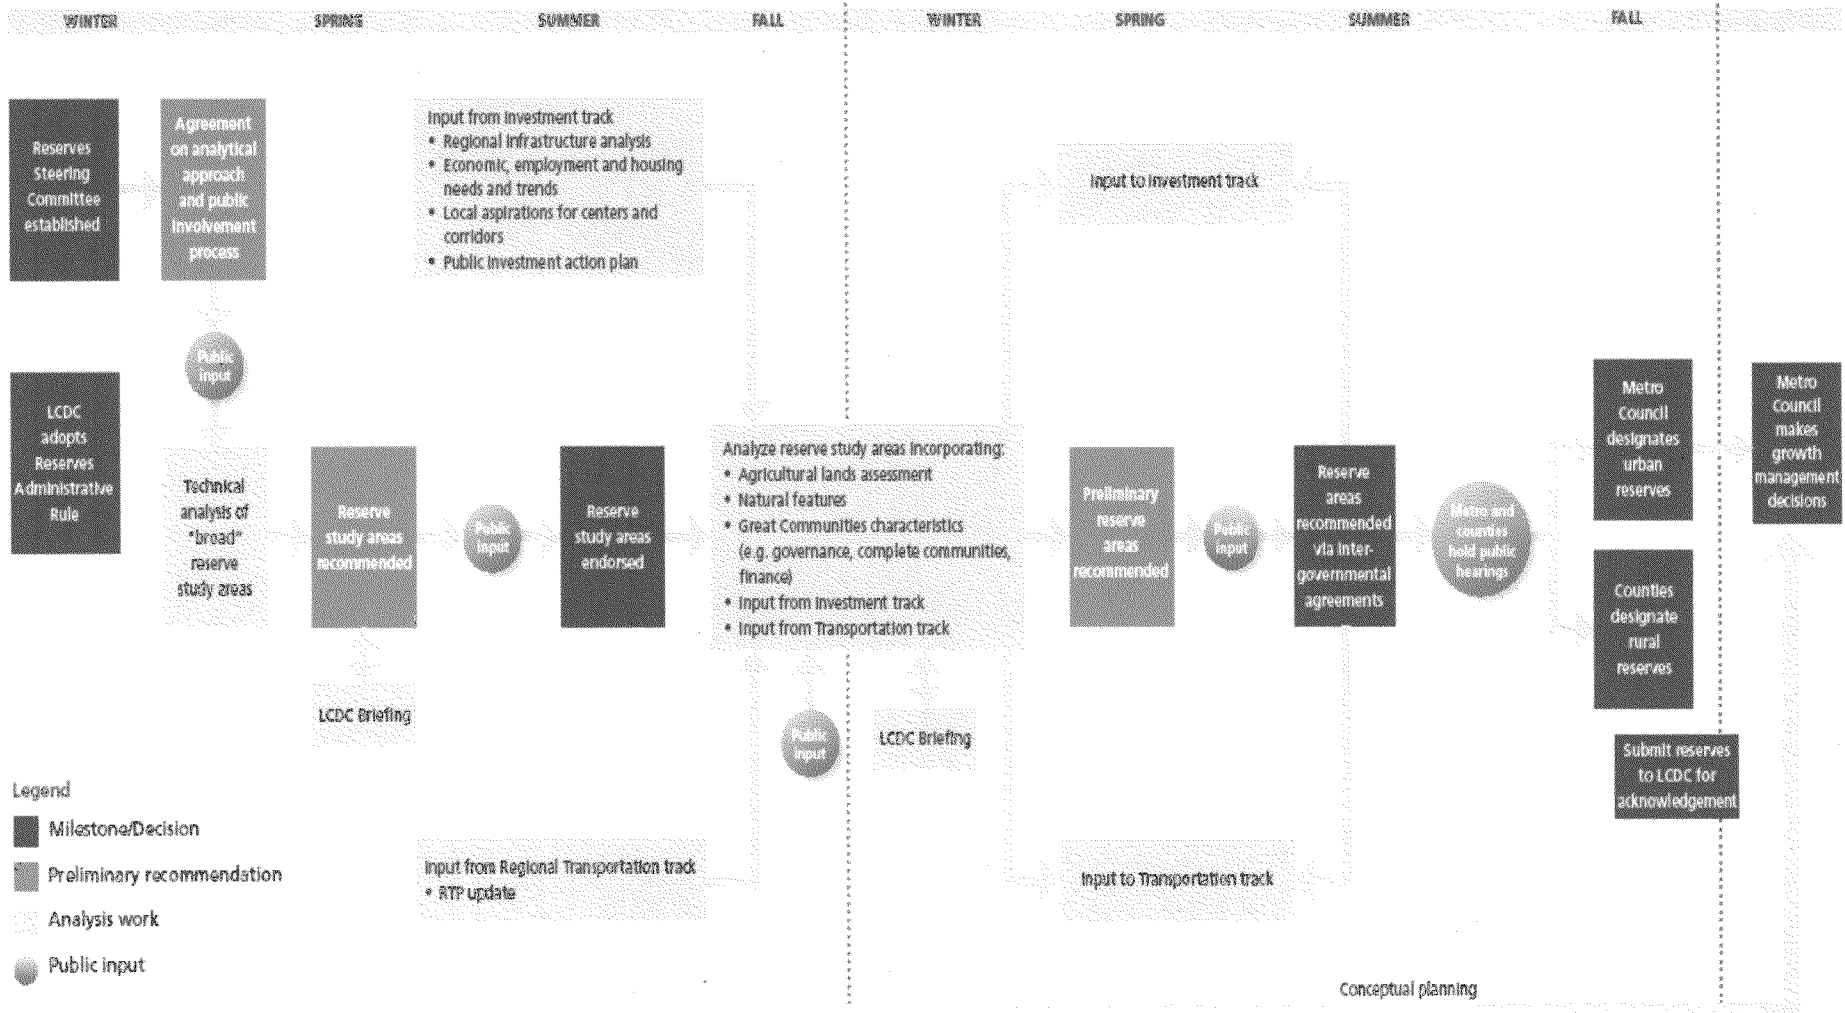 WINTER SPRING SUMMER FALL WINTER SPRING SUMMER FALL
Reserves
Steering
Committee
established
Agreement
on analytical
approach
and public
involvement
process
Public
input
LCDC
adopts
Reserves
Administrative
Rule
Technical
analysis of
"broad"
reserve
study areas
Reserve
study areas
recommended
LCDC Briefing
Public
input
Input from Investment track
• Regional infrastructure analysis
• Economic, employment and housing
needs and trends
• Local aspirations for centers and
corridors
• Public investment action plan
Reserve
study areas
endorsed
Analyze reserve study areas incorporating:
• Agricultural lands assessment
• Natural features
• Great Communities characteristics
(e.g. governance, complete communities,
finance)
• Input from Investment track
• Input from Transportation track
Public
input
LCDC Briefing
Input from Regional Transportation track
• RTP update
Input to Investment track
Preliminary
reserve
areas
recommended
Public
input
Reserve
areas
recommended
via inter-
governmental
agreements
Input to Transportation track
Metro and
counties
hold public
hearings
Metro
Council
designates
urban
reserves
Counties
designate
rural
reserves
Submit reserves
to LCDC for
acknowledgement
Metro
Council
makes
growth
management
decisions
Conceptual planning
Legend
Milestone/Decision
Preliminary recommendation
Analysis work
Public input